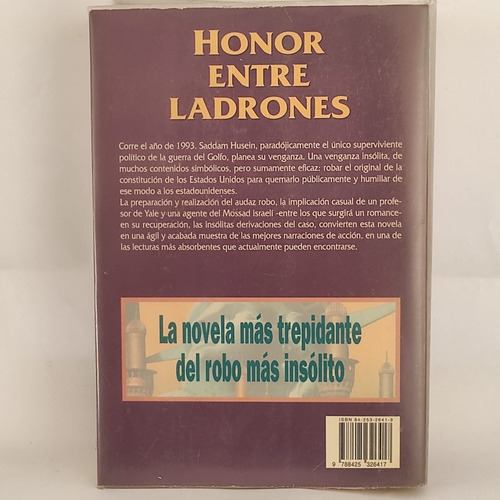 HONOR
ENTRE
LADRONES
Corre el año de 1993. Saddam Husein, paradójicamente el único superviviente
político de la guerra del Golfo, planea su venganza. Una venganza insólita, de
muchos contenidos simbólicos, pero sumamente eficaz: robar el original de la
constitución de los Estados Unidos para quemarlo públicamente y humillar de
ese modo a los estadounidenses.
La preparación y realización del audaz robo, la implicación casual de un profe-
sor de Yale y una agente del Mossad israelí -entre los que surgirá un romance-
en su recuperación, las insólitas derivaciones del caso, convierten esta novela
en una ágil y acabada muestra de las mejores narraciones de acción, en una de
las lecturas más absorbentes que actualmente pueden encontrarse.
La novela más trepidante
del robo más insólito
ISBN 84-253-2641-3
9 788425 326417